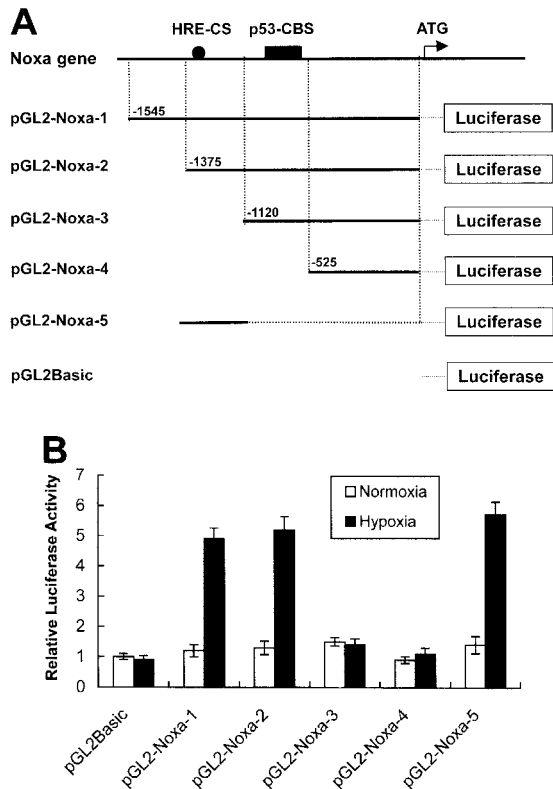 A
HRE-CS p53-CBS ATG
Noxa gene
pGL2-Noxa-1 -1545 Luciferase
pGL2-Noxa-2 -1375 Luciferase
pGL2-Noxa-3 -1120 Luciferase
pGL2-Noxa-4 -525 Luciferase
pGL2-Noxa-5 Luciferase
pGL2Basic Luciferase
B
Relative Luciferase Activity
7
6
5
4
3
2
1
0
Normoxia
Hypoxia
pGL2Basic
pGL2-Noxa-1
pGL2-Noxa-2
pGL2-Noxa-3
pGL2-Noxa-4
pGL2-Noxa-5